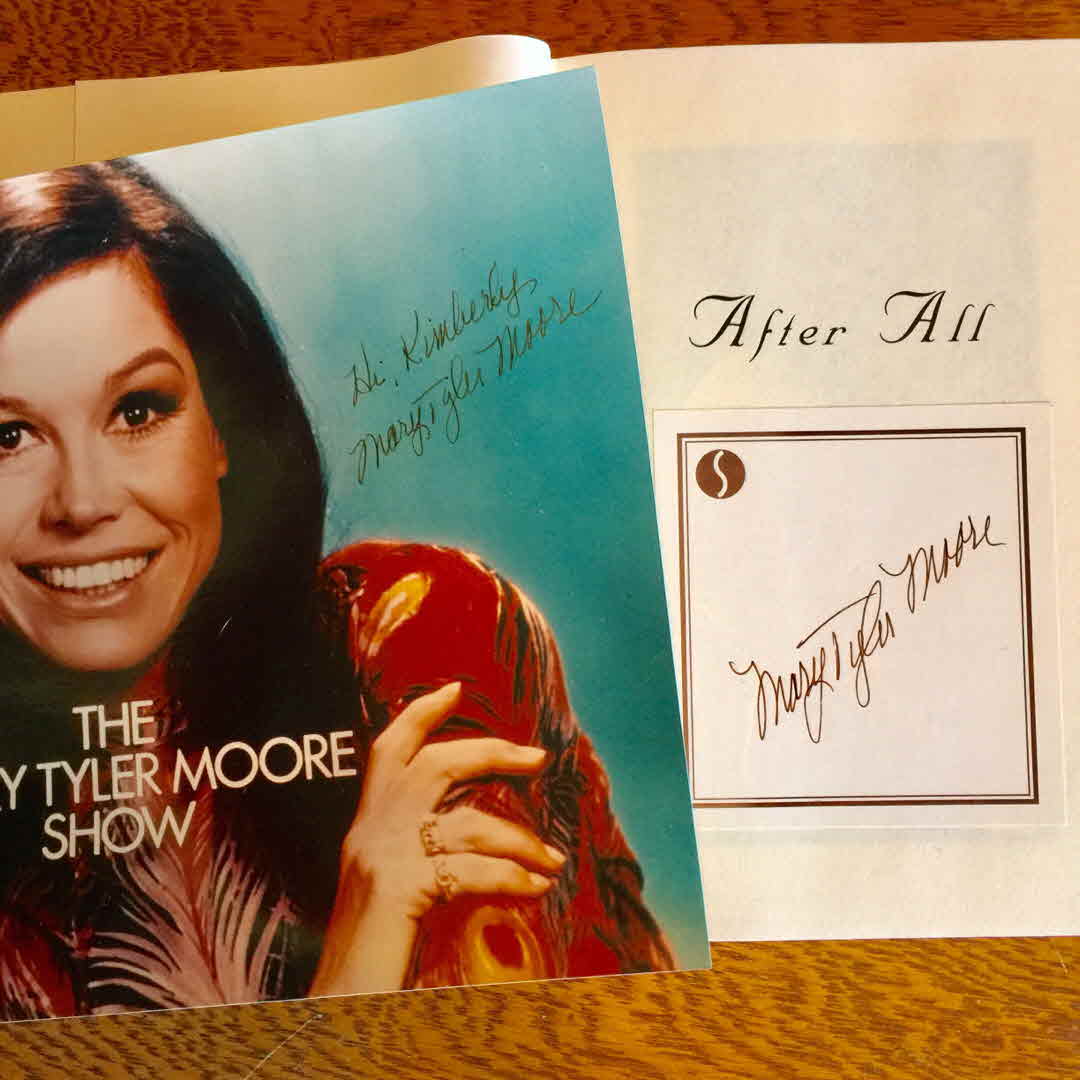 Hi, Kimberly,
Mary Tyler Moore
THE
Y TYLER MOORE
SHOW
After All
S
Mary Tyler Moore